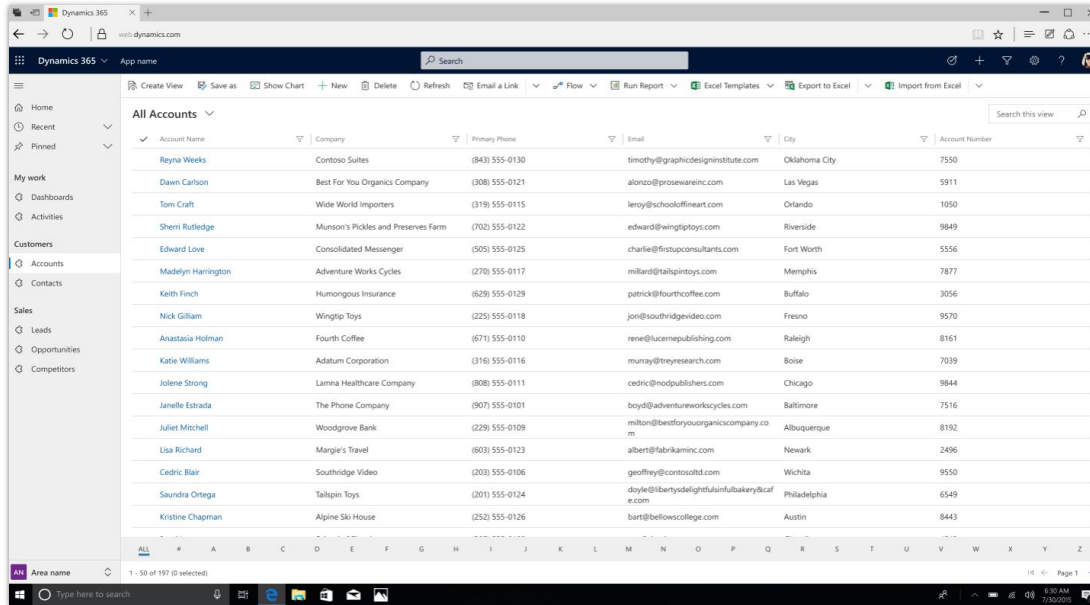 Dynamics 365
web.dynamics.com
Dynamics 365 App name Search
Create View Save as Show Chart New Delete Refresh Email a Link Flow Run Report Excel Templates Export to Excel Import from Excel
Home
Recent
Pinned
My work
Dashboards
Activities
Customers
Accounts
Contacts
Sales
Leads
Opportunities
Competitors
All Accounts Search this view
Account Name Company Primary Phone Email City Account Number
Reyna Weeks Contoso Suites (843) 555-0130 timothy@graphicdesigninstitute.com Oklahoma City 7550
Dawn Carlson Best For You Organics Company (308) 555-0121 alonzo@prosewareinc.com Las Vegas 5911
Tom Craft Wide World Importers (319) 555-0115 leroy@schooloffineart.com Orlando 1050
Sherri Rutledge Munson's Pickles and Preserves Farm (702) 555-0122 edward@wingtiptoys.com Riverside 9849
Edward Love Consolidated Messenger (505) 555-0125 charlie@firstupconsultants.com Fort Worth 5556
Madelyn Harrington Adventure Works Cycles (270) 555-0117 millard@tailspintoys.com Memphis 7877
Keith Finch Humongous Insurance (629) 555-0129 patrick@fourthcoffee.com Buffalo 3056
Nick Gilliam Wingtip Toys (225) 555-0118 jon@southridgevideo.com Fresno 9570
Anastasia Holman Fourth Coffee (671) 555-0110 rene@lucernepublishing.com Raleigh 8161
Katie Williams Adatum Corporation (316) 555-0116 murray@treyresearch.com Boise 7039
Jolene Strong Lamna Healthcare Company (808) 555-0111 cedric@nodpublishers.com Chicago 9844
Janelle Estrada The Phone Company (907) 555-0101 boyd@adventureworkscycles.com Baltimore 7516
Juliet Mitchell Woodgrove Bank (229) 555-0109 milton@bestforyouorganicscompany.co
m Albuquerque 8192
Lisa Richard Margie's Travel (603) 555-0123 albert@fabrikaminc.com Newark 2496
Cedric Blair Southridge Video (203) 555-0106 geoffrey@contosoltd.com Wichita 9550
Saundra Ortega Tailspin Toys (201) 555-0124 doyle@libertysdelightfulsinfulbakery&caf
e.com Philadelphia 6549
Kristine Chapman Alpine Ski House (252) 555-0126 bart@bellowscollege.com Austin 8443
ALL # A B C D E F G H I J K L M N O P Q R S T U V W X Y Z
AN Area name 1 - 50 of 197 (0 selected) Page 1
Type here to search 6:30 AM
7/30/2015